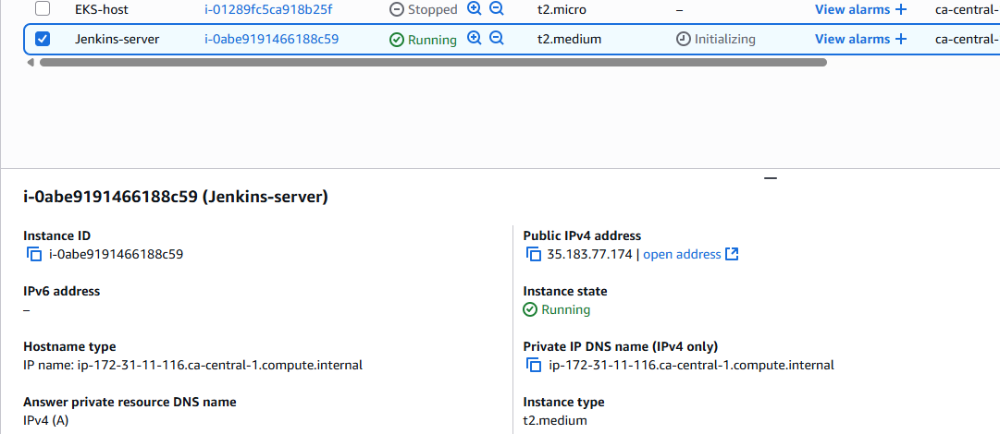 EKS-host i-01289fc5ca918b25f Stopped t2.micro – View alarms + ca-central-
Jenkins-server i-0abe9191466188c59 Running t2.medium Initializing View alarms + ca-central-
i-0abe9191466188c59 (Jenkins-server)
Instance ID
i-0abe9191466188c59
Public IPv4 address
35.183.77.174 | open address
IPv6 address
–
Instance state
Running
Hostname type
IP name: ip-172-31-11-116.ca-central-1.compute.internal
Private IP DNS name (IPv4 only)
ip-172-31-11-116.ca-central-1.compute.internal
Answer private resource DNS name
IPv4 (A)
Instance type
t2.medium